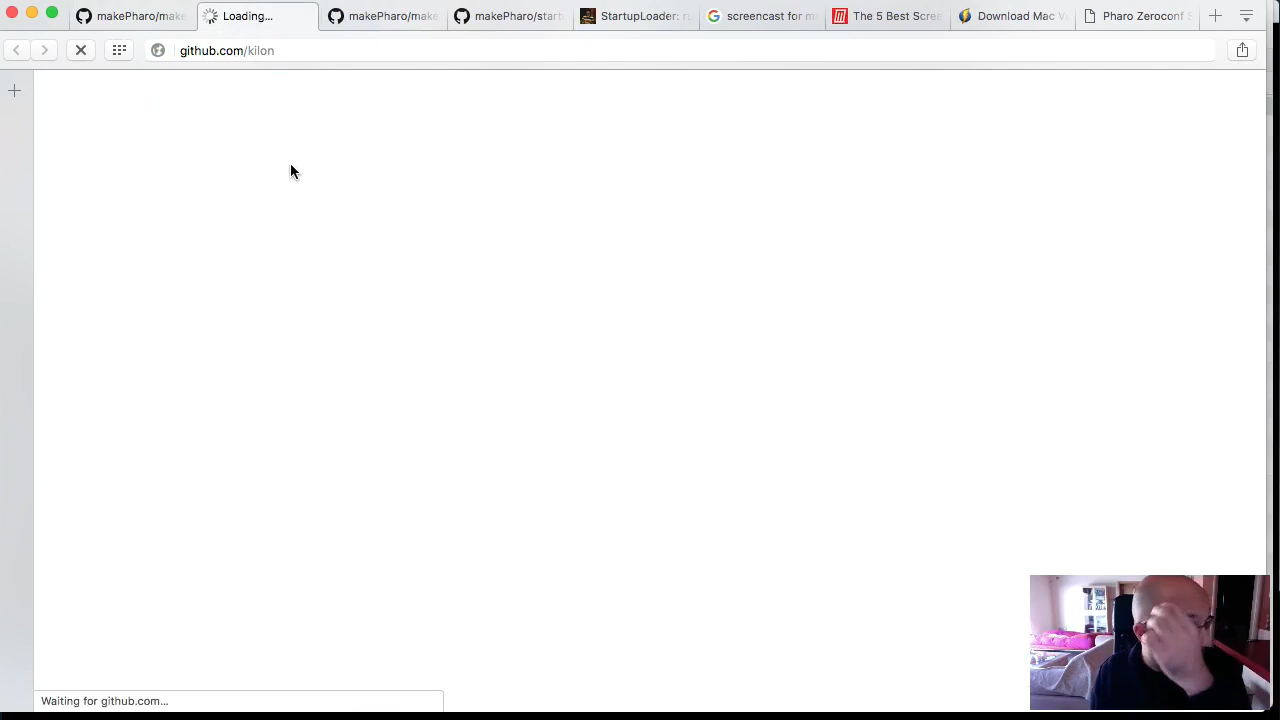 makePharo/make
Loading...
makePharo/make
makePharo/start
StartupLoader: ru
screencast for m
The 5 Best Scree
Download Mac V
Pharo Zeroconf S
github.com/kilon
Waiting for github.com...